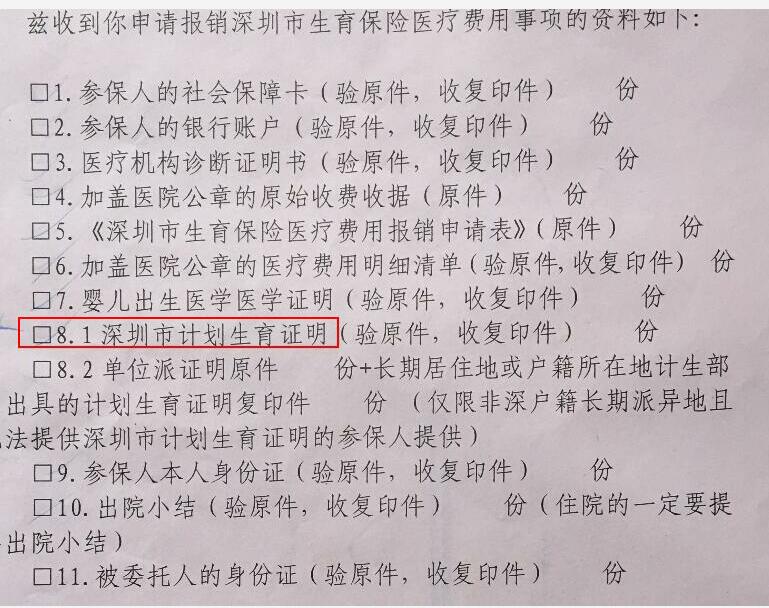 兹收到你申请报销深圳市生育保险医疗费用事项的资料如下：
□1. 参保人的社会保障卡（验原件，收复印件） 份
□2. 参保人的银行账户（验原件，收复印件） 份
□3. 医疗机构诊断证明书（验原件，收复印件） 份
□4. 加盖医院公章的原始收费收据（原件） 份
□5. 《深圳市生育保险医疗费用报销申请表》（原件） 份
□6. 加盖医院公章的医疗费用明细清单（验原件，收复印件） 份
□7. 婴儿出生医学医学证明（验原件，收复印件） 份
□8.1 深圳市计划生育证明（验原件，收复印件） 份
□8.2 单位派证明原件 份+长期居住地或户籍所在地计生部
出具的计划生育证明复印件 份 （仅限非深户籍长期派异地且
法提供深圳市计划生育证明的参保人提供）
□9. 参保人本人身份证（验原件，收复印件） 份
□10. 出院小结（验原件，收复印件） 份（住院的一定要提
出院小结）
□11. 被委托人的身份证（验原件，收复印件） 份